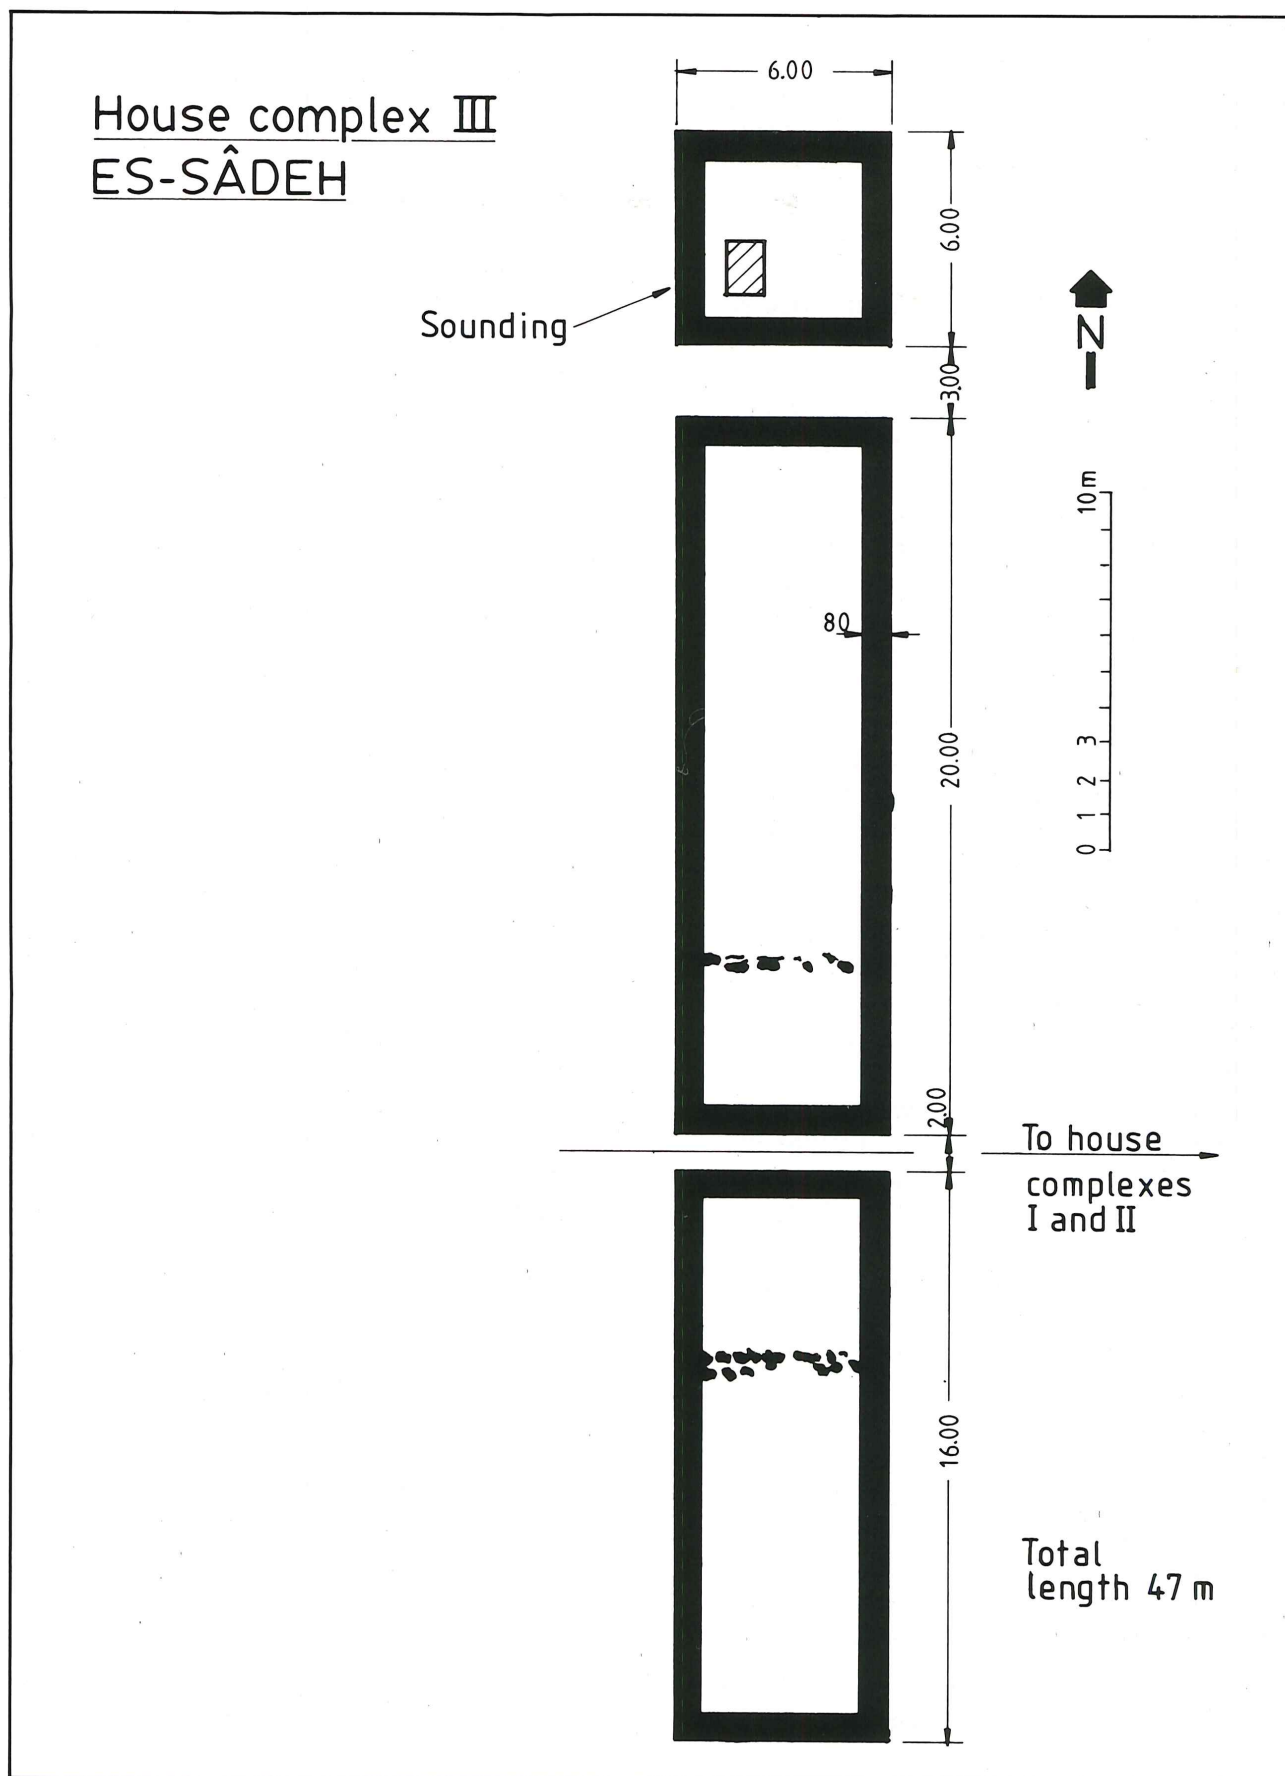 House complex III
ES-SÂDEH
6.00
6.00
Sounding
3.00
N
10m
3
2
1
0
80
20.00
2.00
To house
complexes
I and II
16.00
Total
length 47 m